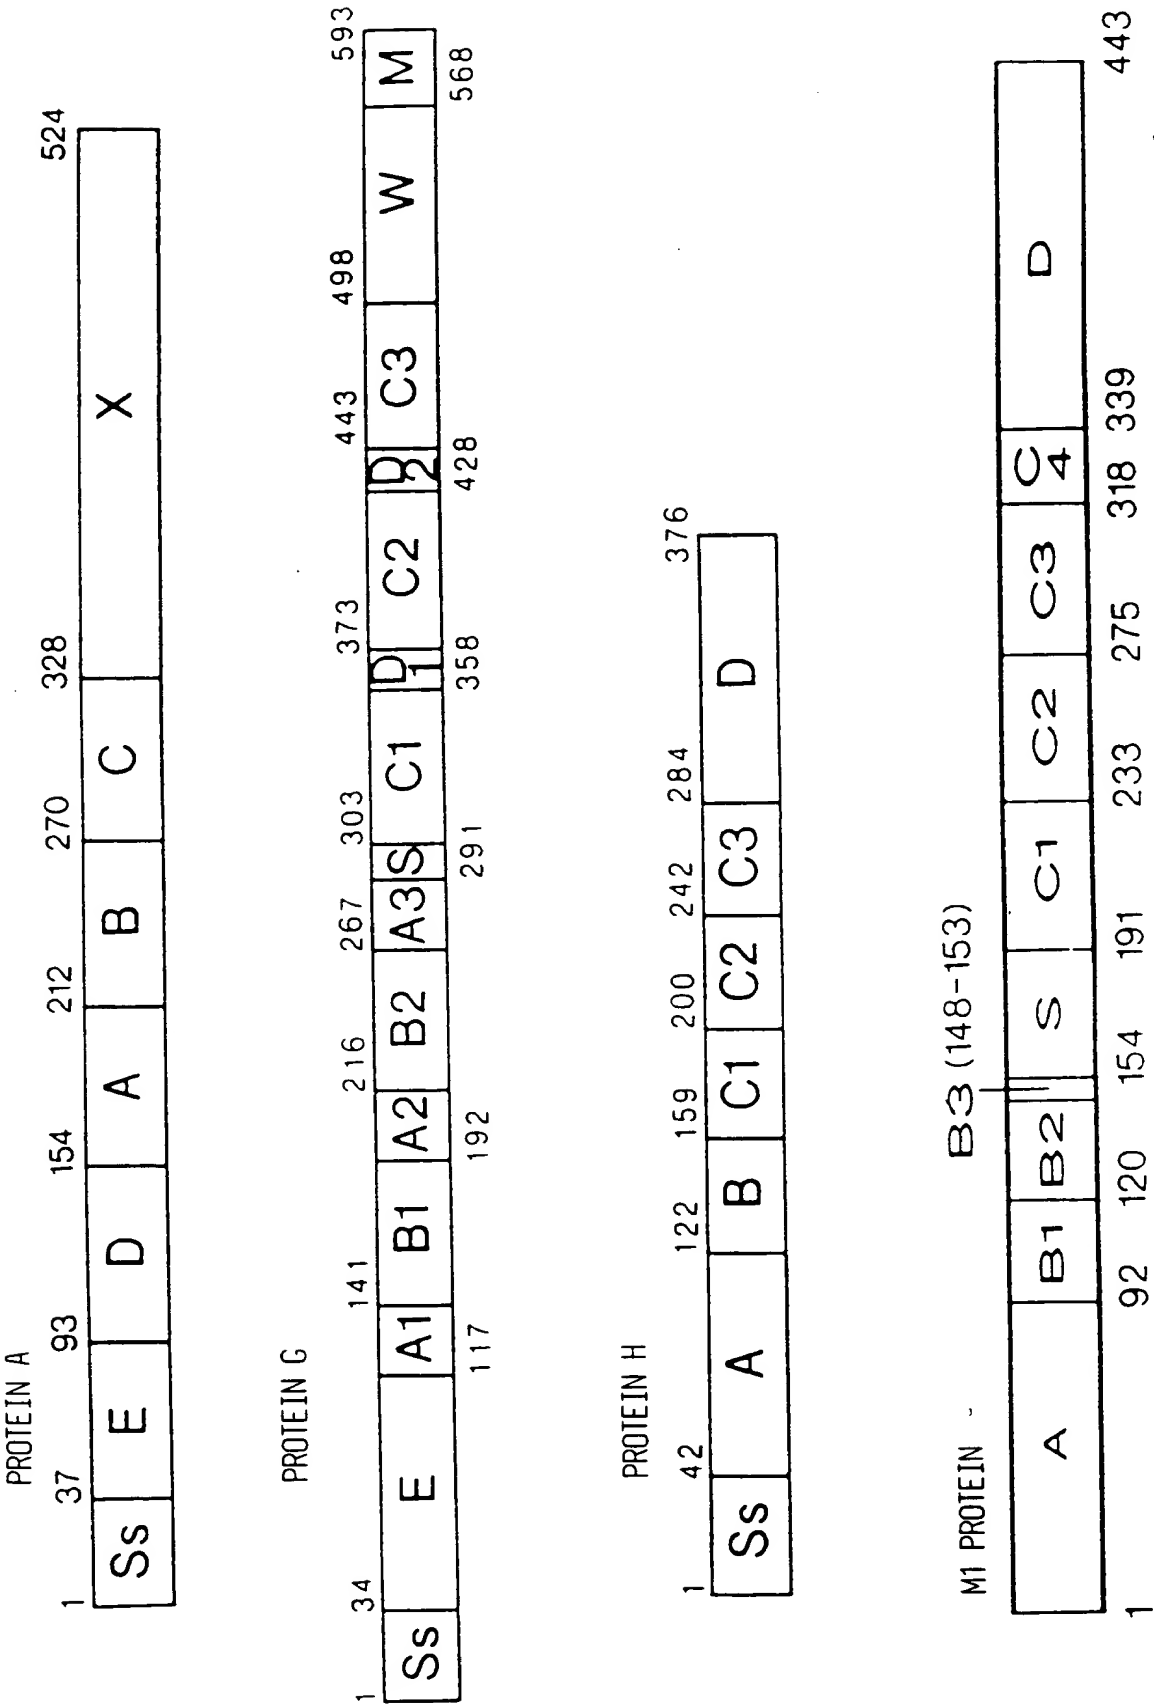 PROTEIN A
1 37 93 154 212 270 328 524
Ss E D A B C X
PROTEIN G
1 34 141 216 267 303 373 443 498 593
Ss E A1 B1 A2 B2 A3 S C1 D1 C2 D2 C3 W M
117 192 291 358 428 568
PROTEIN H
1 42 122 159 200 242 284 376
Ss A B C1 C2 C3 D
M1 PROTEIN
B3 (148-153)
A B1 B2 S C1 C2 C3 C4 D
1 92 120 154 191 233 275 318 339 443